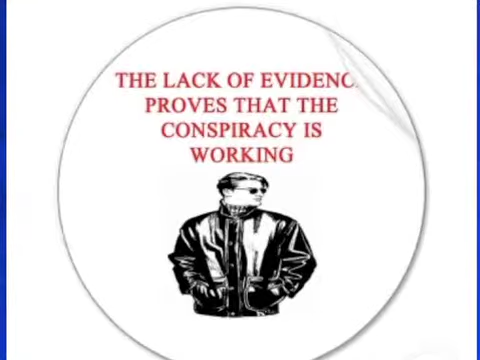 THE LACK OF EVIDENC
PROVES THAT THE
CONSPIRACY IS
WORKING